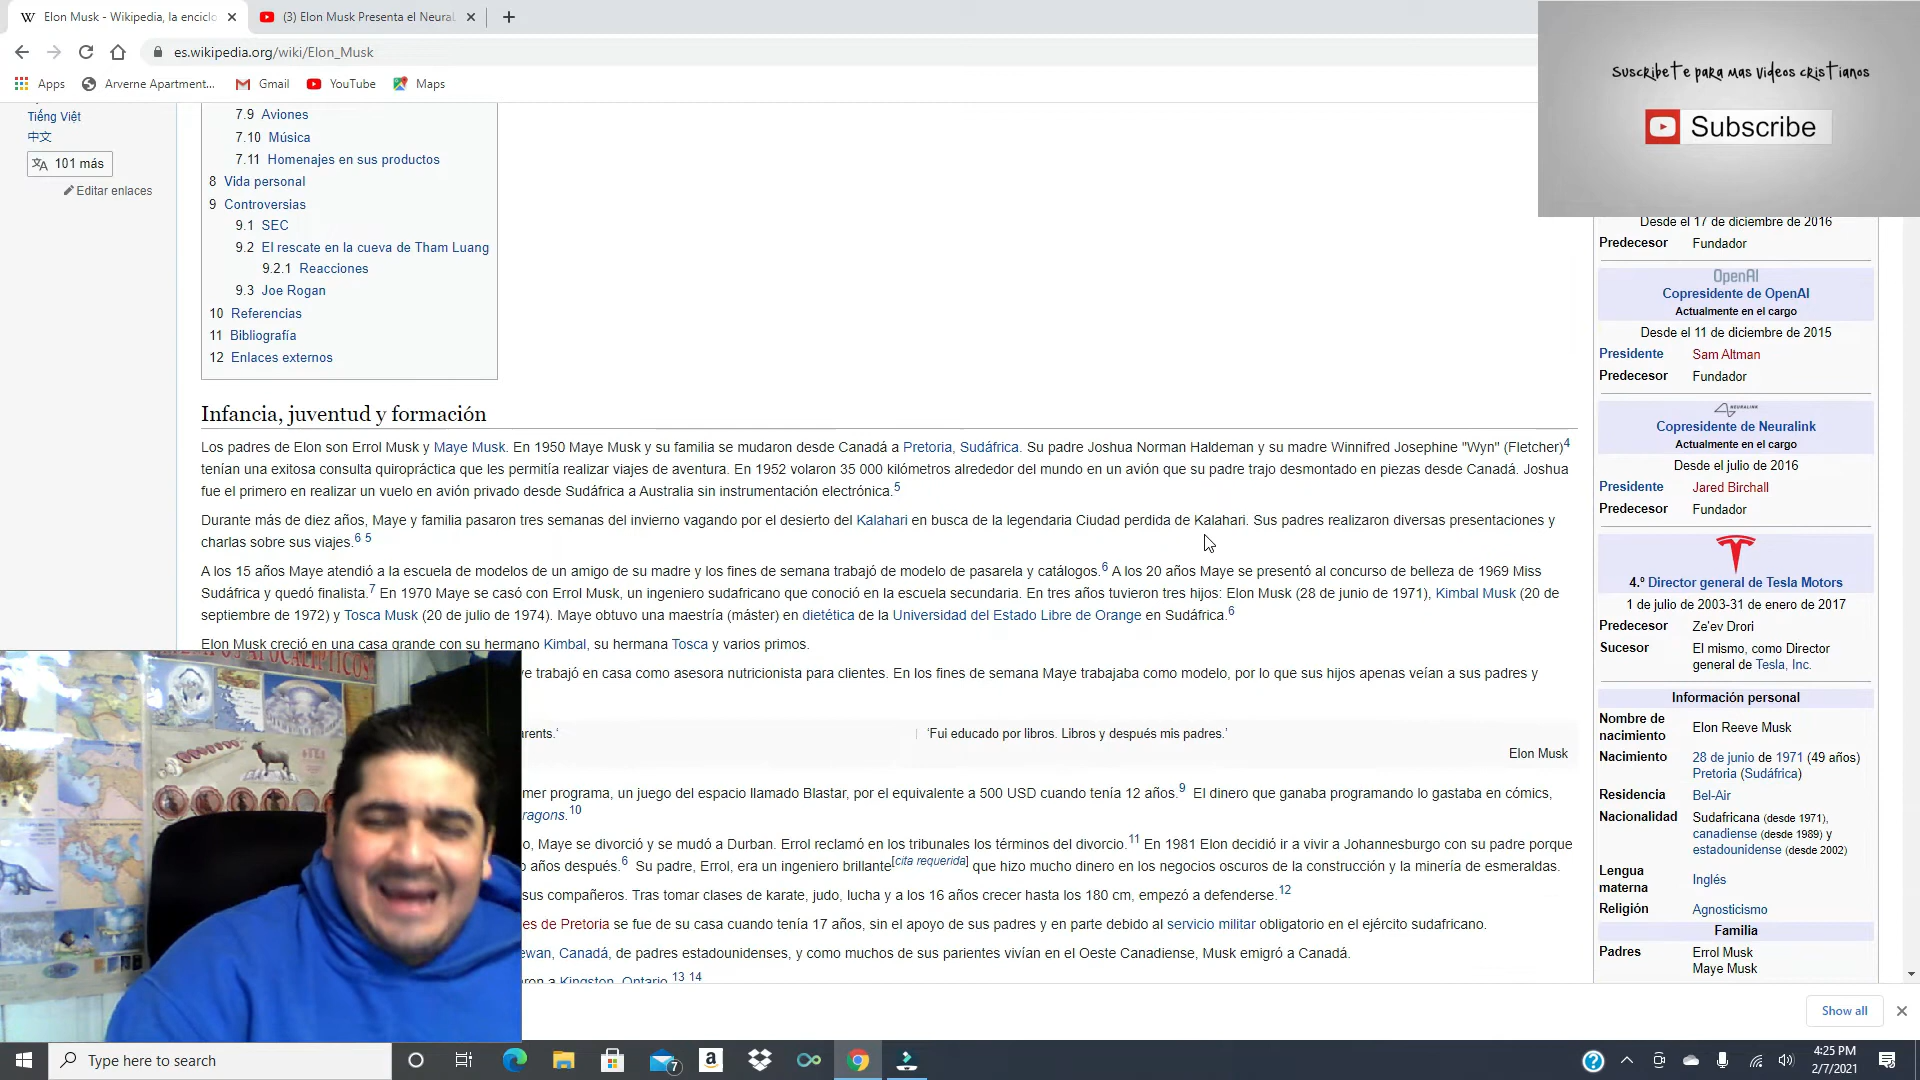 Elon Musk - Wikipedia, la enciclo
(3) Elon Musk Presenta el Neural
es.wikipedia.org/wiki/Elon_Musk
Apps
Arverne Apartment...
Gmail
YouTube
Maps
Suscribete para mas videos cristianos
Subscribe
Tiếng Việt
中文
101 más
Editar enlaces
7.9 Aviones
7.10 Música
7.11 Homenajes en sus productos
8 Vida personal
9 Controversias
9.1 SEC
9.2 El rescate en la cueva de Tham Luang
9.2.1 Reacciones
9.3 Joe Rogan
10 Referencias
11 Bibliografía
12 Enlaces externos
Infancia, juventud y formación
Los padres de Elon son Errol Musk y Maye Musk. En 1950 Maye Musk y su familia se mudaron desde Canadá a Pretoria, Sudáfrica. Su padre Joshua Norman Haldeman y su madre Winnifred Josephine "Wyn" (Fletcher)4
tenían una exitosa consulta quiropráctica que les permitía realizar viajes de aventura. En 1952 volaron 35 000 kilómetros alrededor del mundo en un avión que su padre trajo desmontado en piezas desde Canadá. Joshua
fue el primero en realizar un vuelo en avión privado desde Sudáfrica a Australia sin instrumentación electrónica.5
Durante más de diez años, Maye y familia pasaron tres semanas del invierno vagando por el desierto del Kalahari en busca de la legendaria Ciudad perdida de Kalahari. Sus padres realizaron diversas presentaciones y
charlas sobre sus viajes.6 5
A los 15 años Maye atendió a la escuela de modelos de un amigo de su madre y los fines de semana trabajó de modelo de pasarela y catálogos.6 A los 20 años Maye se presentó al concurso de belleza de 1969 Miss
Sudáfrica y quedó finalista.7 En 1970 Maye se casó con Errol Musk, un ingeniero sudafricano que conoció en la escuela secundaria. En tres años tuvieron tres hijos: Elon Musk (28 de junio de 1971), Kimbal Musk (20 de
septiembre de 1972) y Tosca Musk (20 de julio de 1974). Maye obtuvo una maestría (máster) en dietética de la Universidad del Estado Libre de Orange en Sudáfrica.6
Elon Musk creció en una casa grande con su hermano Kimbal, su hermana Tosca y varios primos.
ye trabajó en casa como asesora nutricionista para clientes. En los fines de semana Maye trabajaba como modelo, por lo que sus hijos apenas veían a sus padres y
arents.‘
‘Fui educado por libros. Libros y después mis padres.’
Elon Musk
mer programa, un juego del espacio llamado Blastar, por el equivalente a 500 USD cuando tenía 12 años.9 El dinero que ganaba programando lo gastaba en cómics,
ragons.10
o, Maye se divorció y se mudó a Durban. Errol reclamó en los tribunales los términos del divorcio.11 En 1981 Elon decidió ir a vivir a Johannesburgo con su padre porque
o años después.6 Su padre, Errol, era un ingeniero brillante[cita requerida] que hizo mucho dinero en los negocios oscuros de la construcción y la minería de esmeraldas.
sus compañeros. Tras tomar clases de karate, judo, lucha y a los 16 años crecer hasta los 180 cm, empezó a defenderse.12
es de Pretoria se fue de su casa cuando tenía 17 años, sin el apoyo de sus padres y en parte debido al servicio militar obligatorio en el ejército sudafricano.
ewan, Canadá, de padres estadounidenses, y como muchos de sus parientes vivían en el Oeste Canadiense, Musk emigró a Canadá.
aron a Kingston, Ontario.13 14
Desde el 17 de diciembre de 2016
Predecesor Fundador
OpenAI
Copresidente de OpenAI
Actualmente en el cargo
Desde el 11 de diciembre de 2015
Presidente Sam Altman
Predecesor Fundador
NEURALINK
Copresidente de Neuralink
Actualmente en el cargo
Desde el julio de 2016
Presidente Jared Birchall
Predecesor Fundador
4.º Director general de Tesla Motors
1 de julio de 2003-31 de enero de 2017
Predecesor Ze'ev Drori
Sucesor El mismo, como Director
general de Tesla, Inc.
Información personal
Nombre de
nacimiento Elon Reeve Musk
Nacimiento 28 de junio de 1971 (49 años)
Pretoria (Sudáfrica)
Residencia Bel-Air
Nacionalidad Sudafricana (desde 1971),
canadiense (desde 1989) y
estadounidense (desde 2002)
Lengua
materna Inglés
Religión Agnosticismo
Familia
Padres Errol Musk
Maye Musk
Show all
Type here to search
7
4:25 PM
2/7/2021